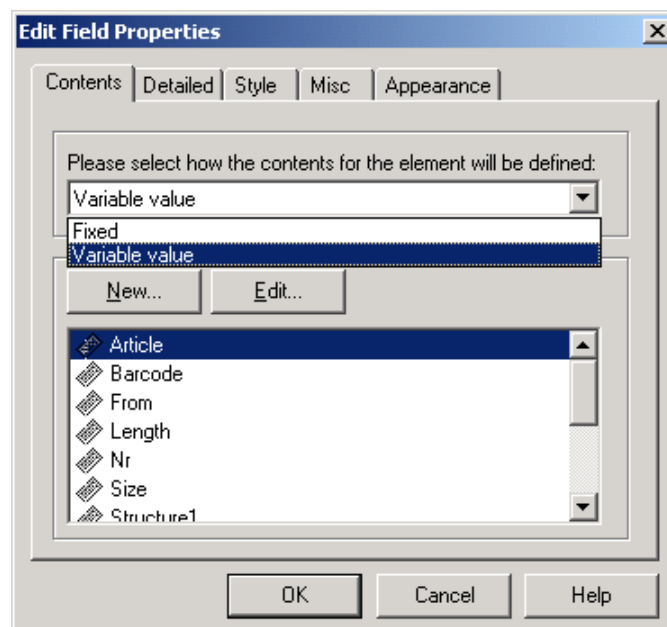 Edit Field Properties
Contents Detailed Style Misc Appearance
Please select how the contents for the element will be defined:
Variable value
Fixed
Variable value
New... Edit...
Article
Barcode
From
Length
Nr
Size
Structure1
OK Cancel Help